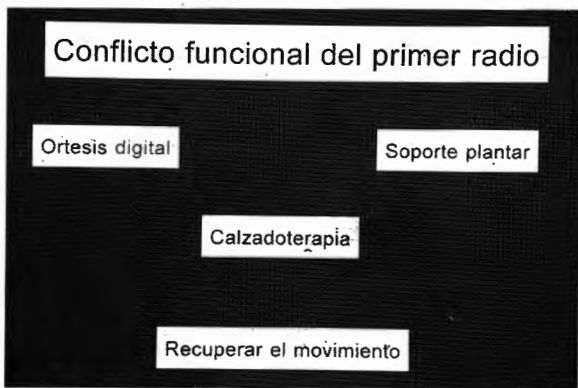 Conflicto funcional del primer radio
Ortesis digital
Soporte plantar
Calzadoterapia
Recuperar el movimiento